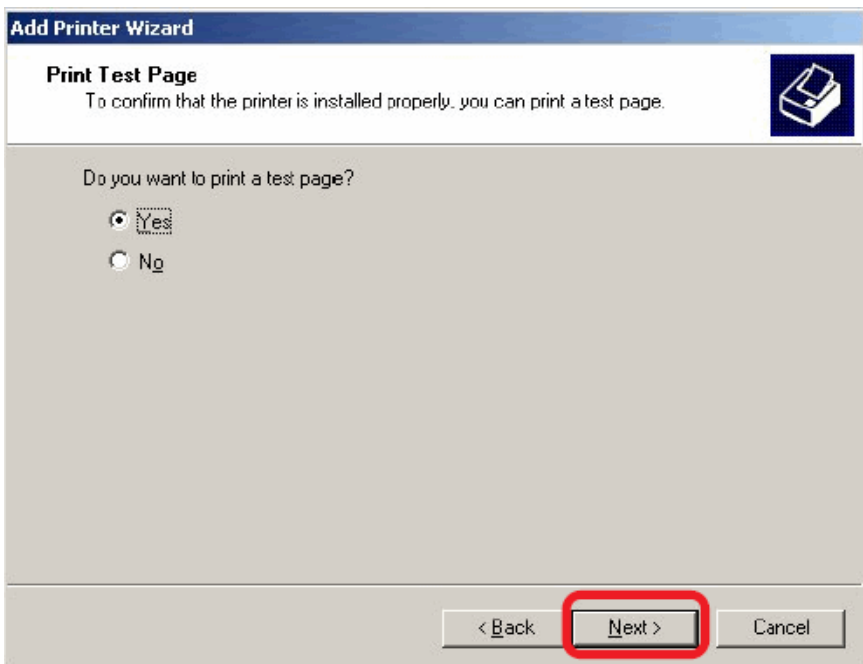 Add Printer Wizard
Print Test Page
To confirm that the printer is installed properly, you can print a test page.
Do you want to print a test page?
Yes
No
< Back Next > Cancel